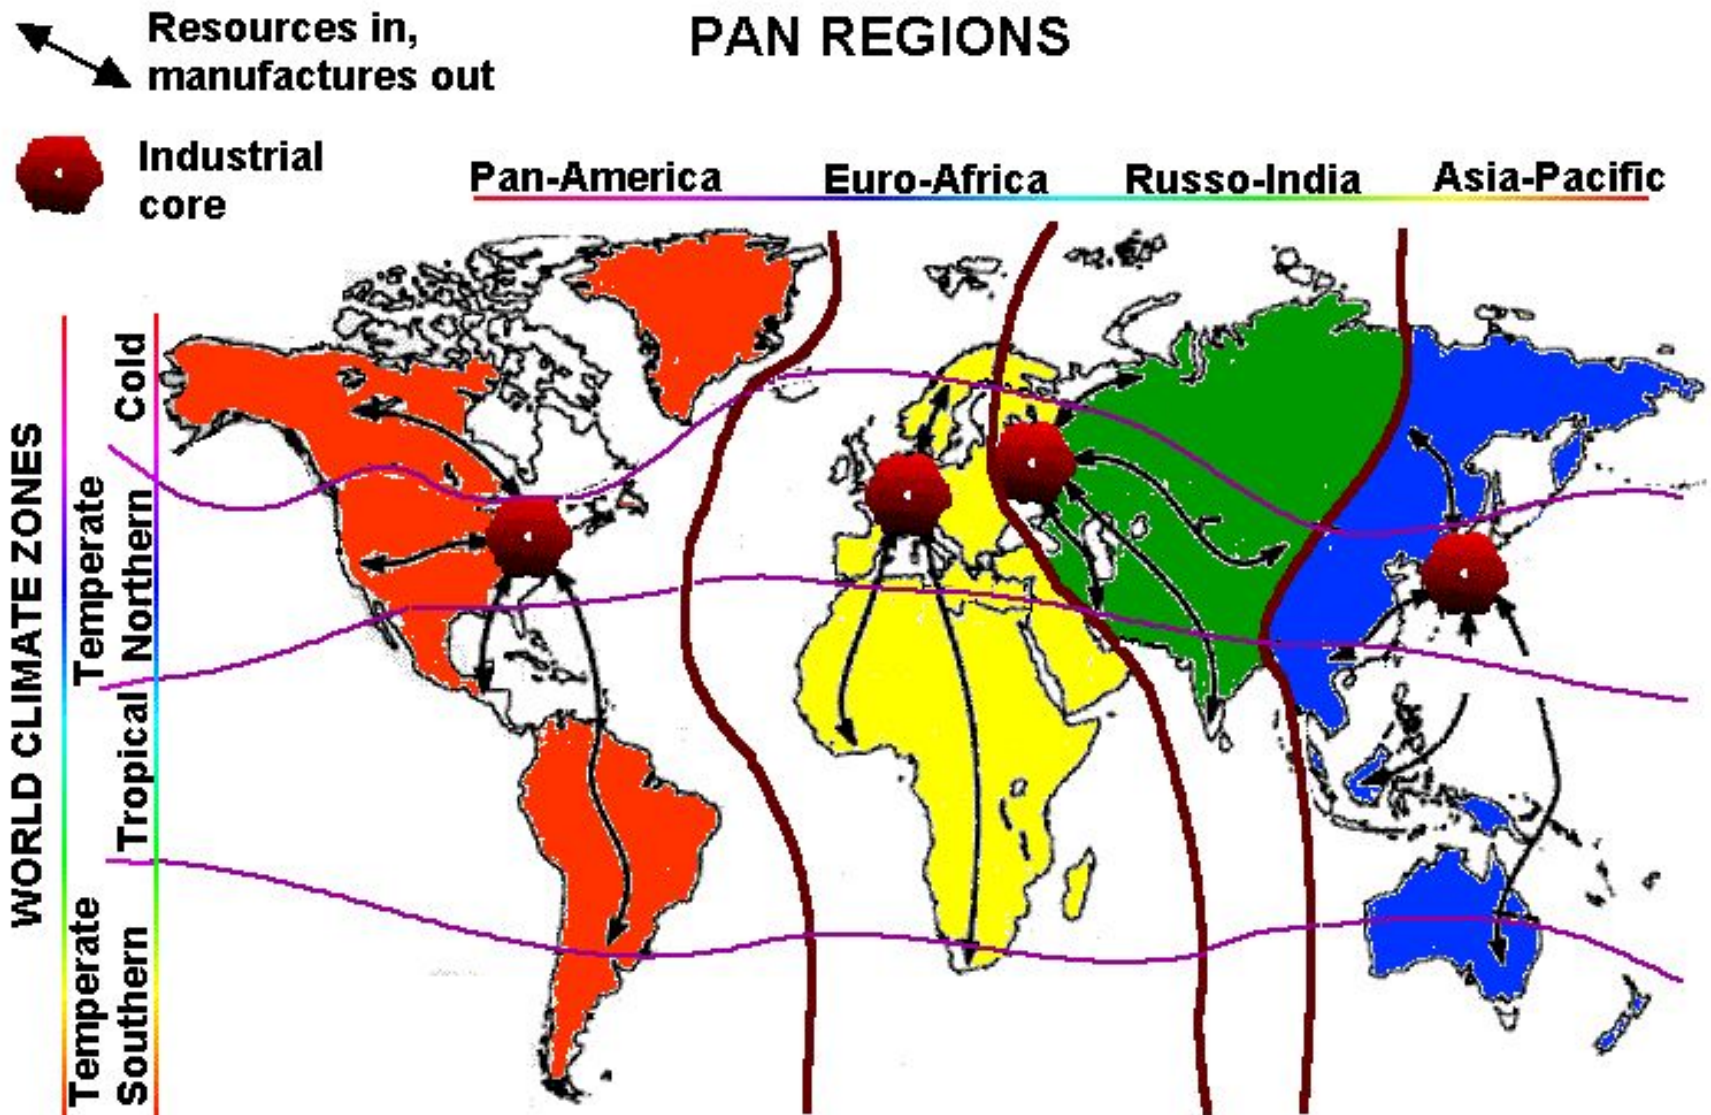 Resources in,
manufactures out
PAN REGIONS
Industrial
core
Pan-America
Euro-Africa
Russo-India
Asia-Pacific
WORLD CLIMATE ZONES
Cold
Temperate
Northern
Tropical
Temperate
Southern